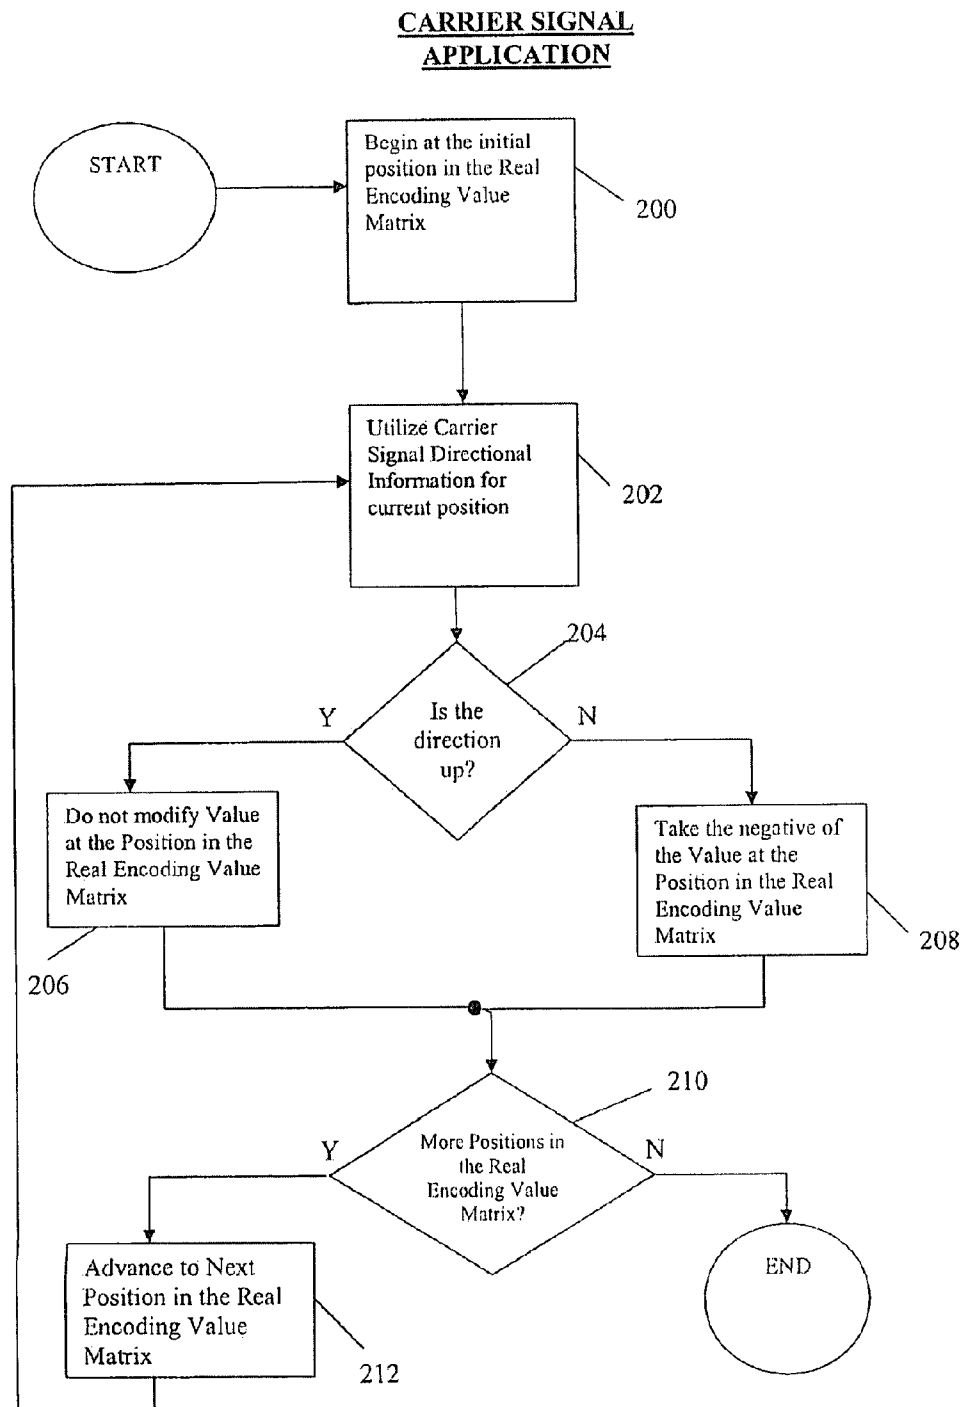 CARRIER SIGNAL
APPLICATION
START
Begin at the initial
position in the Real
Encoding Value
Matrix
200
Utilize Carrier
Signal Directional
Information for
current position
202
204
Is the
direction
up?
Y
N
Do not modify Value
at the Position in the
Real Encoding Value
Matrix
206
Take the negative of
the Value at the
Position in the Real
Encoding Value
Matrix
208
210
More Positions in
the Real
Encoding Value
Matrix?
Y
N
Advance to Next
Position in the Real
Encoding Value
Matrix
212
END